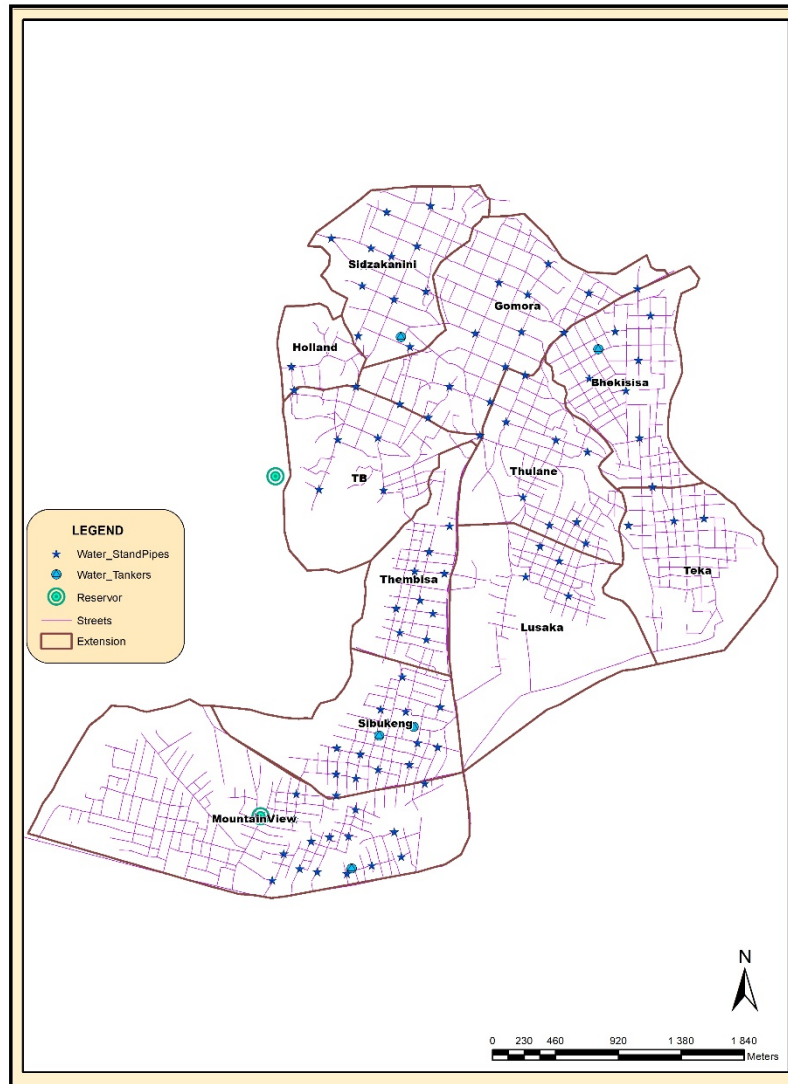 Sidzakanini
Gomora
Holland
Bhekisisa
TB
Thulane
LEGEND
Water_StandPipes
Water_Tankers
Reservor
Streets
Extension
Thembisa
Teka
Lusaka
Sibukeng
MountainView
N
0 230 460 920 1 380 1 840
Meters